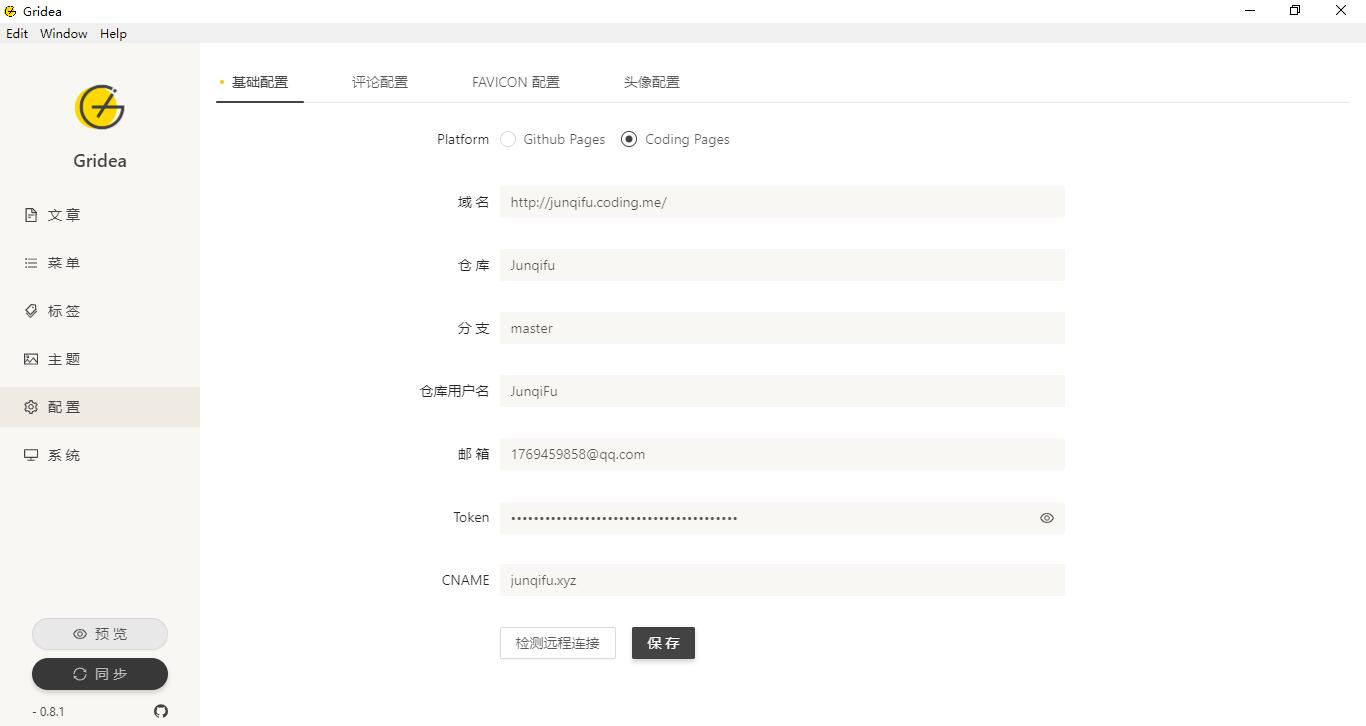 Gridea
Edit Window Help
Gridea
文章
菜单
标签
主题
配置
系统
预览
同步
- 0.8.1
基础配置 评论配置 FAVICON 配置 头像配置
Platform Github Pages Coding Pages
域名 http://junqifu.coding.me/
仓库 Junqifu
分支 master
仓库用户名 JunqiFu
邮箱 1769459858@qq.com
Token ••••••••••••••••••••••••••••••••••••••••
CNAME junqifu.xyz
检测远程连接 保存